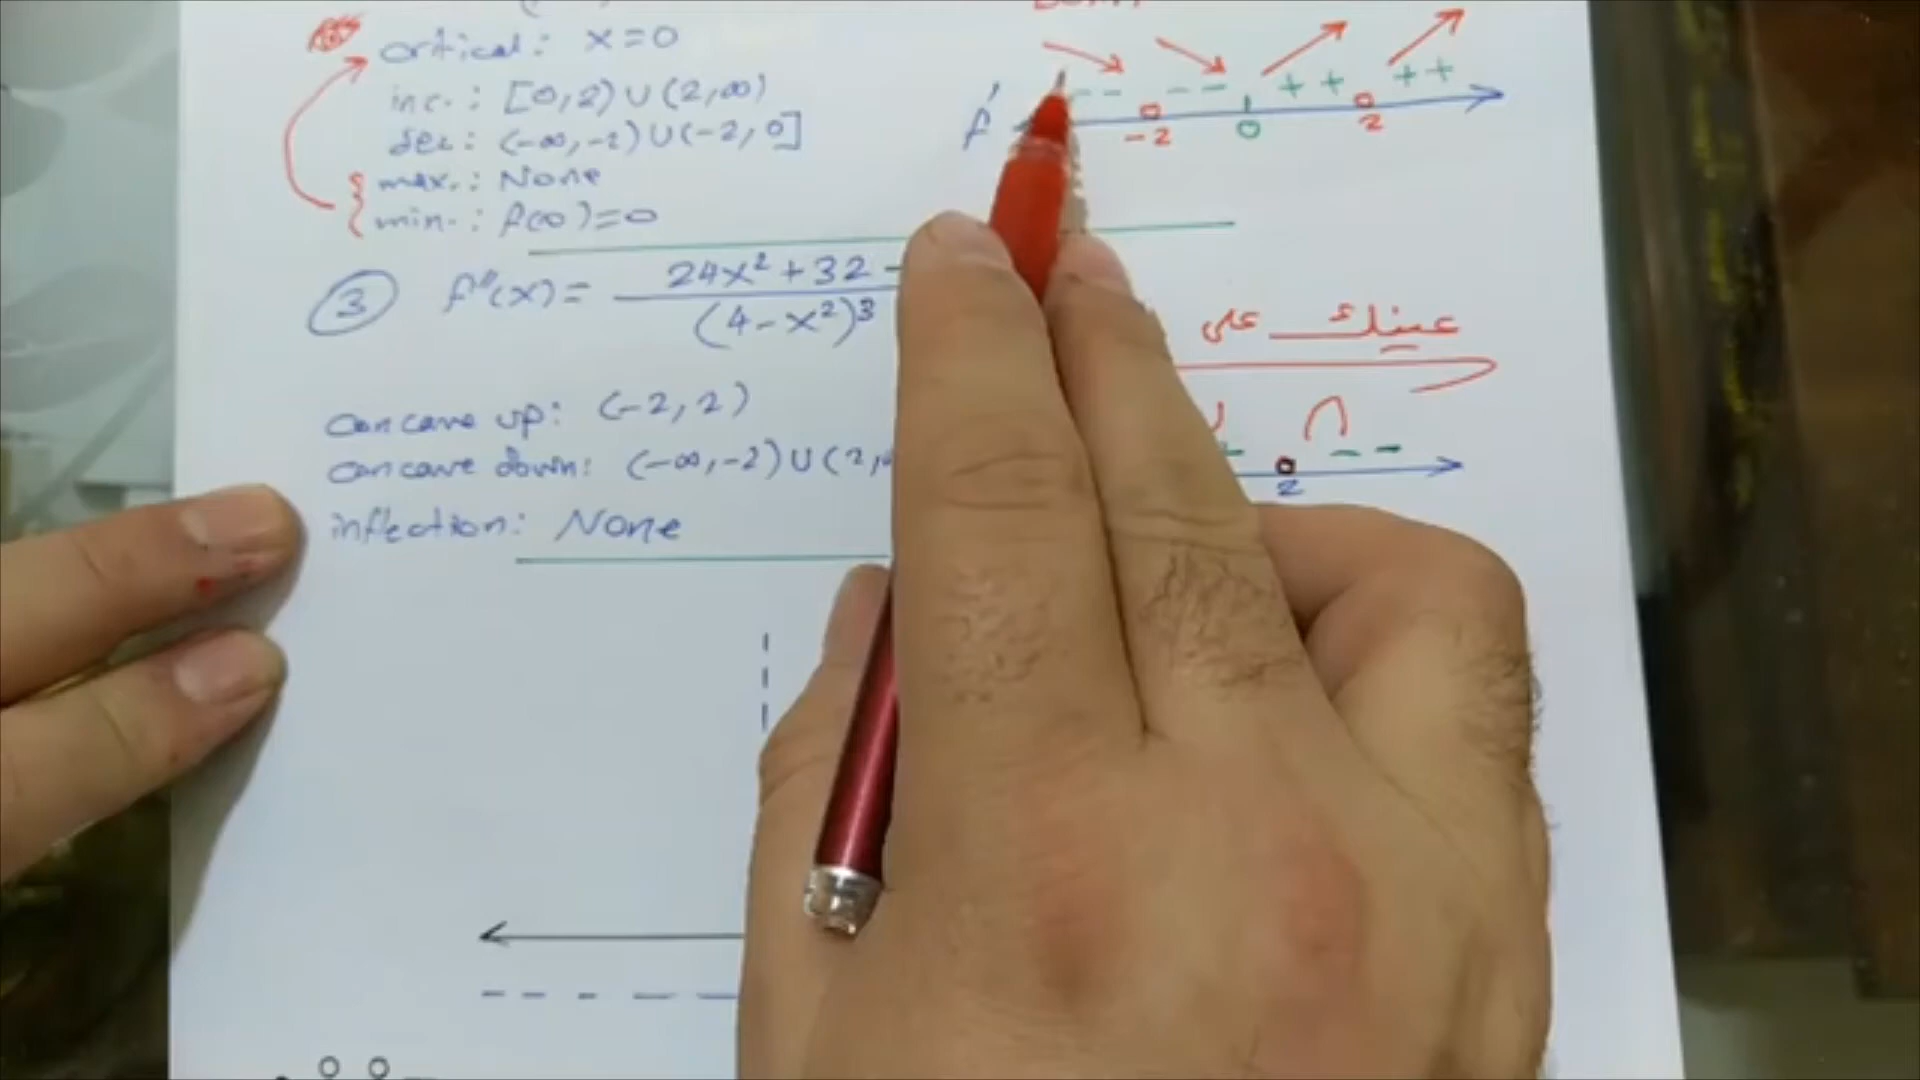 critical: x=0
inc.: [0,2)∪(2,∞)
dec: (-∞,-2)∪(-2,0]
max.: None
min.: f(0)=0
f′ -- -- ++ ++
-2 0 2
③ f″(x)= 24x²+32 / (4-x²)³
عينك على
concave up: (-2,2)
concave down: (-∞,-2)∪(2,
-- 
2
inflection: None